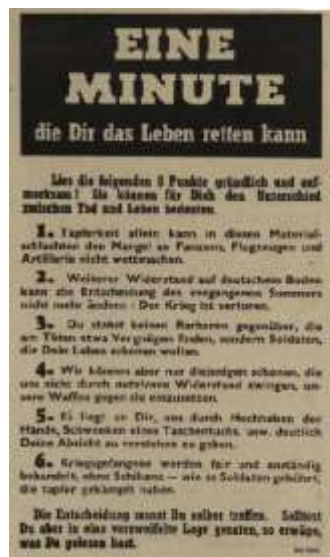 EINE
MINUTE
die Dir das Leben retten kann
Lies die folgenden 6 Punkte gründlich und auf-
merksam! Sie können für Dich den Unterschied
zwischen Tod und Leben bedeuten.
1. Tapferkeit allein kann in diesen Material-
schlachten den Mangel an Panzern, Flugzeugen und
Artillerie nicht wettmachen.
2. Weiterer Widerstand auf deutschem Boden
kann die Entscheidung des vergangenen Sommers
nicht mehr ändern: Der Krieg ist verloren.
3. Du stehst keinen Barbaren gegenüber, die
am Töten etwa Vergnügen finden, sondern Soldaten,
die Dein Leben schonen wollen.
4. Wir können aber nur diejenigen schonen, die
uns nicht durch nutzlosen Widerstand zwingen, un-
sere Waffen gegen sie einzusetzen.
5. Es liegt an Dir, uns durch Hochheben der
Hände, Schwenken eines Taschentuchs, usw. deutlich
Deine Absicht zu verstehen zu geben.
6. Kriegsgefangene werden fair und anständig
behandelt, ohne Schikane — wie es Soldaten gebührt,
die tapfer gekämpft haben.
Die Entscheidung musst Du selber treffen. Solltest
Du aber in eine verzweifelte Lage geraten, so erwäge,
was Du gelesen hast.